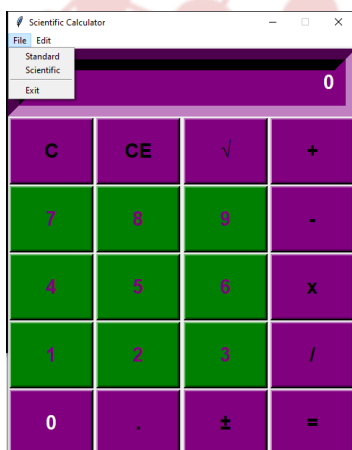 Scientific Calculator
File Edit
Standard
Scientific
Exit
0
C CE √ +
7 8 9 -
4 5 6 x
1 2 3 /
0 . ± =